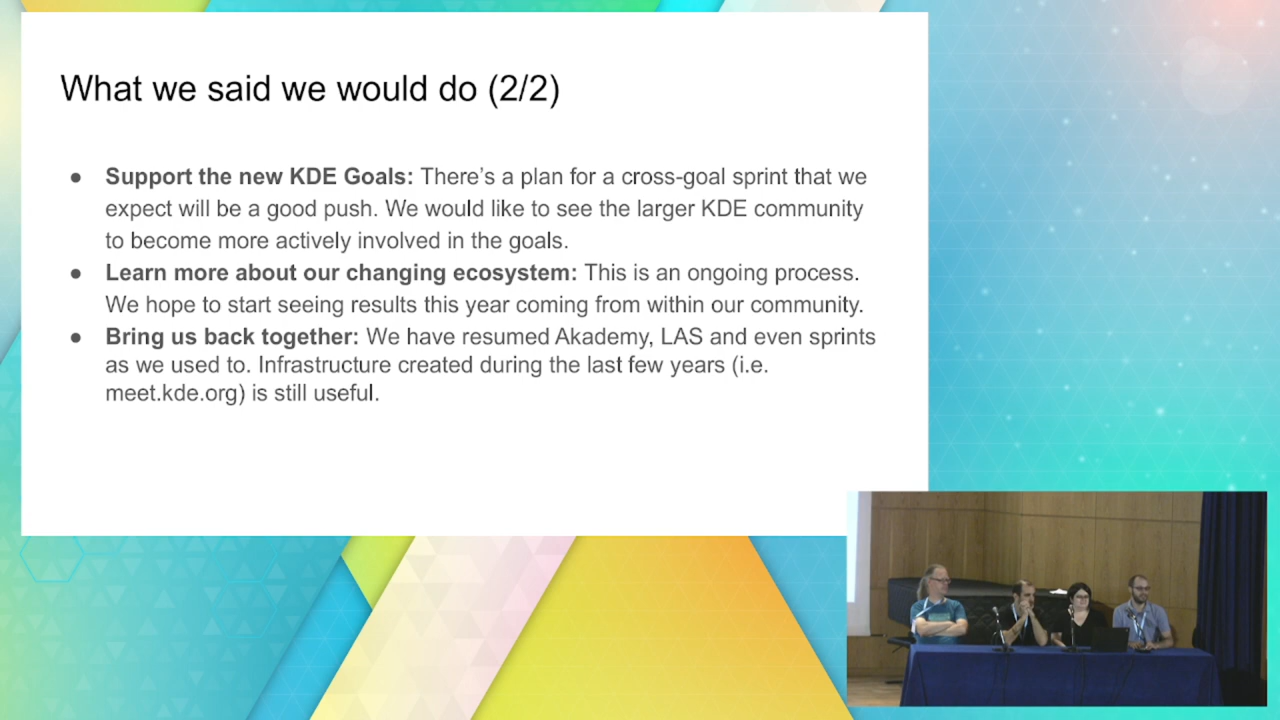 What we said we would do (2/2)
● Support the new KDE Goals: There’s a plan for a cross-goal sprint that we
expect will be a good push. We would like to see the larger KDE community
to become more actively involved in the goals.
● Learn more about our changing ecosystem: This is an ongoing process.
We hope to start seeing results this year coming from within our community.
● Bring us back together: We have resumed Akademy, LAS and even sprints
as we used to. Infrastructure created during the last few years (i.e.
meet.kde.org) is still useful.